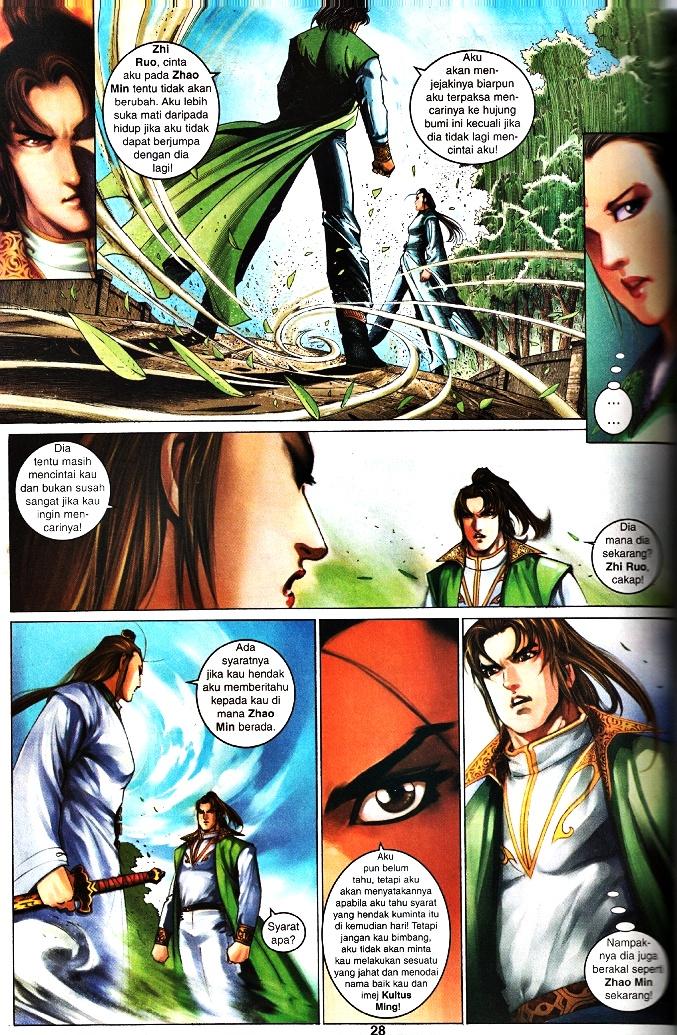 Zhi
Ruo, cinta
aku pada Zhao
Min tentu tidak akan
berubah. Aku lebih
suka mati daripada
hidup jika aku tidak
dapat berjumpa
dengan dia
lagi!
Aku
akan men-
jejakinya biarpun
aku terpaksa men-
carinya ke hujung
bumi ini kecuali jika
dia tidak lagi men-
cintai aku!
...
...
Dia
tentu masih
mencintai kau
dan bukan susah
sangat jika kau
ingin men-
carinya!
Dia
mana dia
sekarang?
Zhi Ruo,
cakap!
Ada
syaratnya
jika kau hendak
aku memberitahu
kepada kau di
mana Zhao
Min berada.
Syarat
apa?
Aku
pun belum
tahu, tetapi aku
akan menyatakannya
apabila aku tahu syarat
yang hendak kuminta itu
di kemudian hari! Tetapi
jangan kau bimbang,
aku tidak akan minta
kau melakukan sesuatu
yang jahat dan menodai
nama baik kau dan
imej Kultus
Ming!
Nampak-
nya dia juga
berakal seperti
Zhao Min
sekarang!
28